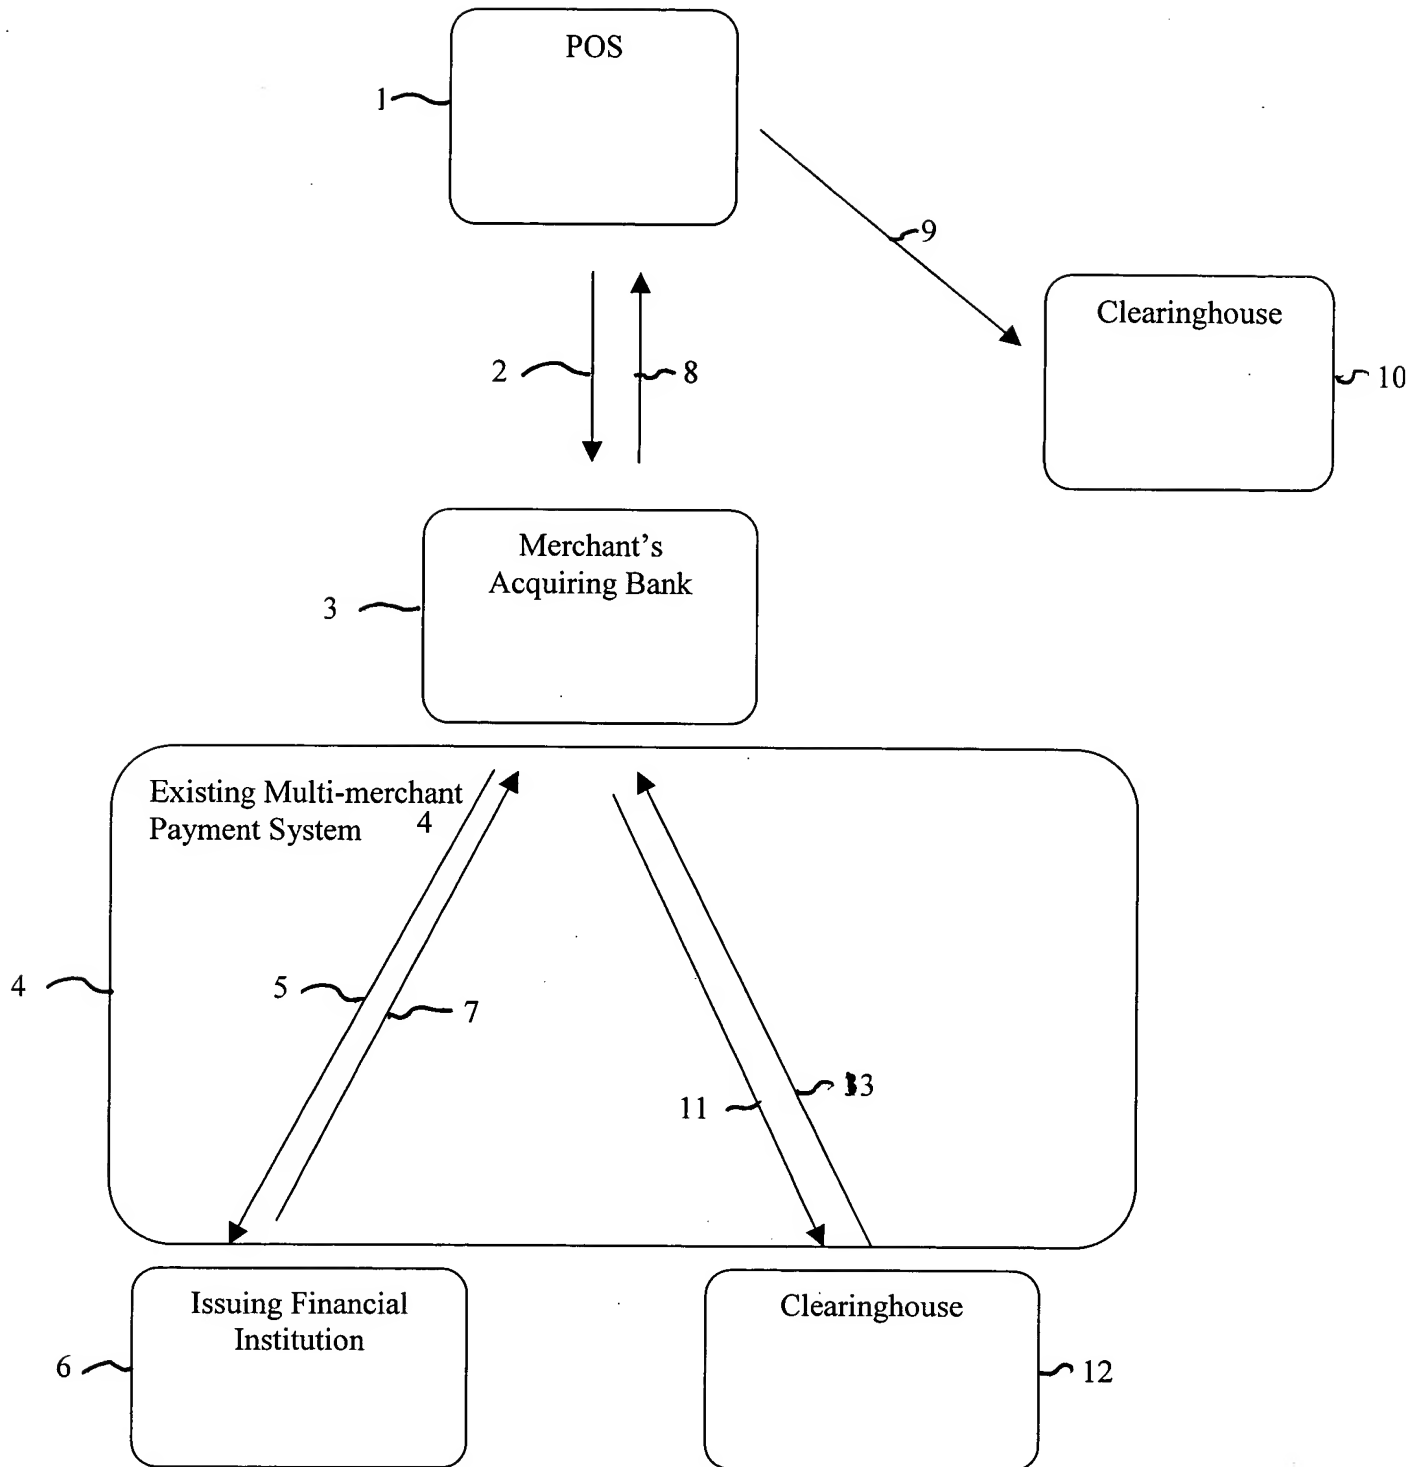 POS
1
9
Clearinghouse
2
8
10
Merchant's
Acquiring Bank
3
Existing Multi-merchant
Payment System
4
4
5
7
11
13
Issuing Financial
Institution
Clearinghouse
6
12